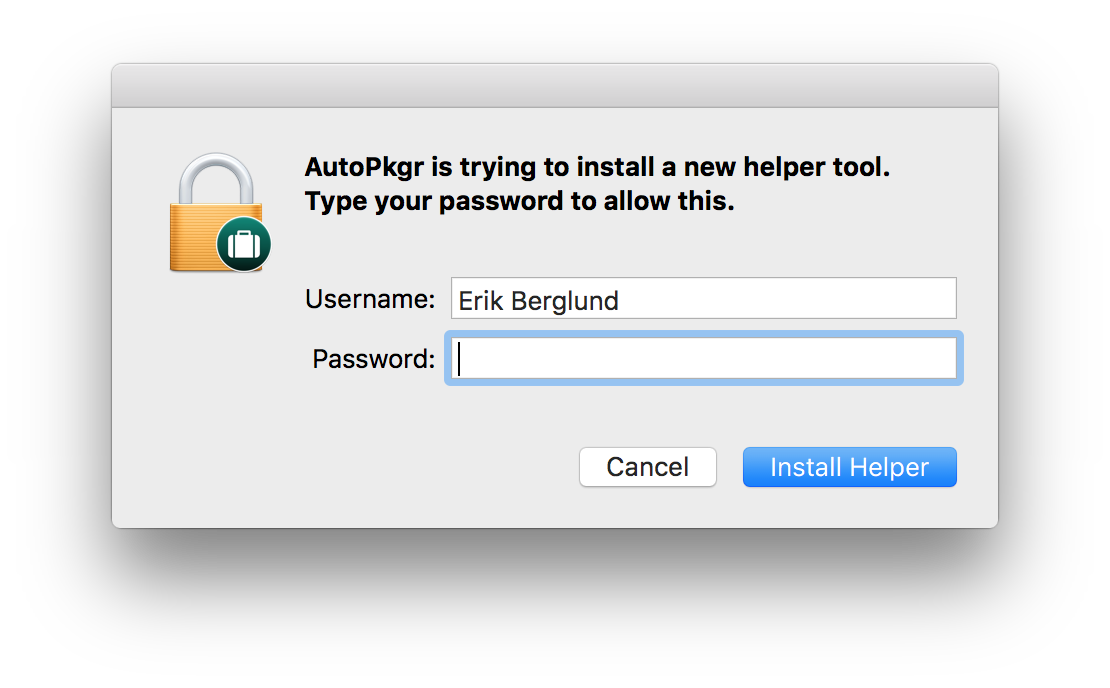 AutoPkgr is trying to install a new helper tool.
Type your password to allow this.
Username: Erik Berglund
Password:
Cancel Install Helper